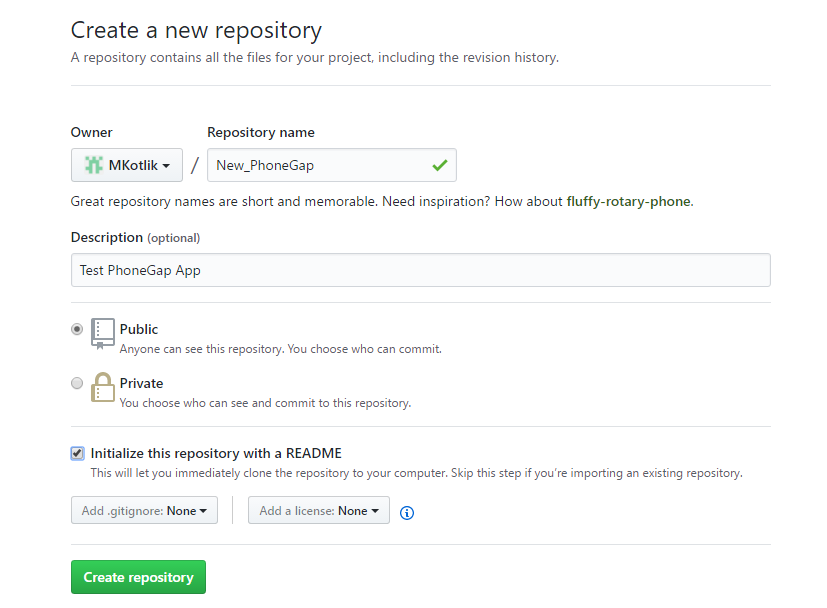 Create a new repository
A repository contains all the files for your project, including the revision history.
Owner Repository name
MKotlik / New_PhoneGap
Great repository names are short and memorable. Need inspiration? How about fluffy-rotary-phone.
Description (optional)
Test PhoneGap App
Public
Anyone can see this repository. You choose who can commit.
Private
You choose who can see and commit to this repository.
Initialize this repository with a README
This will let you immediately clone the repository to your computer. Skip this step if you’re importing an existing repository.
Add .gitignore: None Add a license: None
Create repository